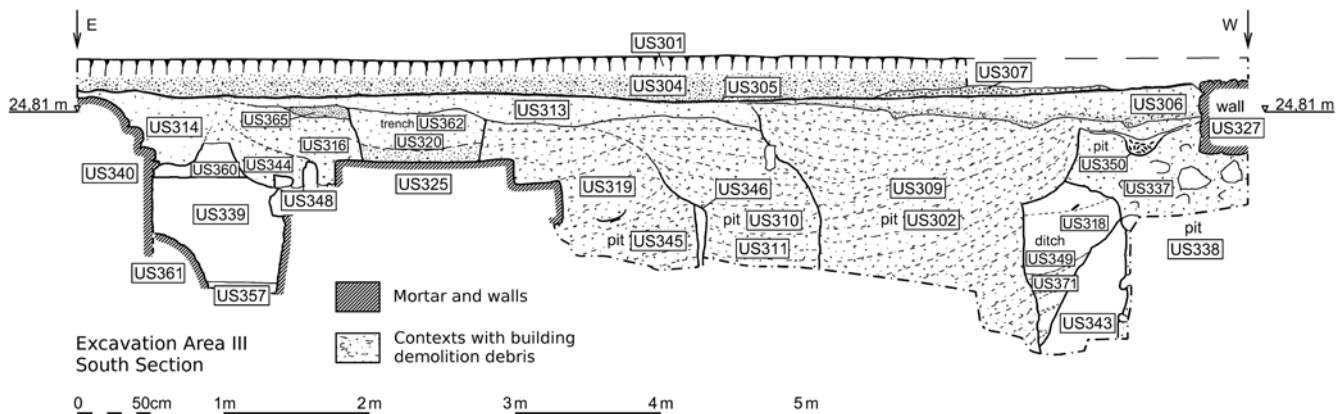 E
W
US301
US304
US305
US307
24.81 m
US313
US306
24.81 m
wall
US327
US314
US365
trench US362
US320
US316
US340
US360
US344
US348
US325
US319
US346
US309
pit
US350
US337
US339
pit US310
pit US302
US318
pit US345
US311
ditch
US349
pit
US338
US361
US357
US371
US343
Mortar and walls
Contexts with building
demolition debris
Excavation Area III
South Section
0 50cm 1m 2m 3m 4m 5m